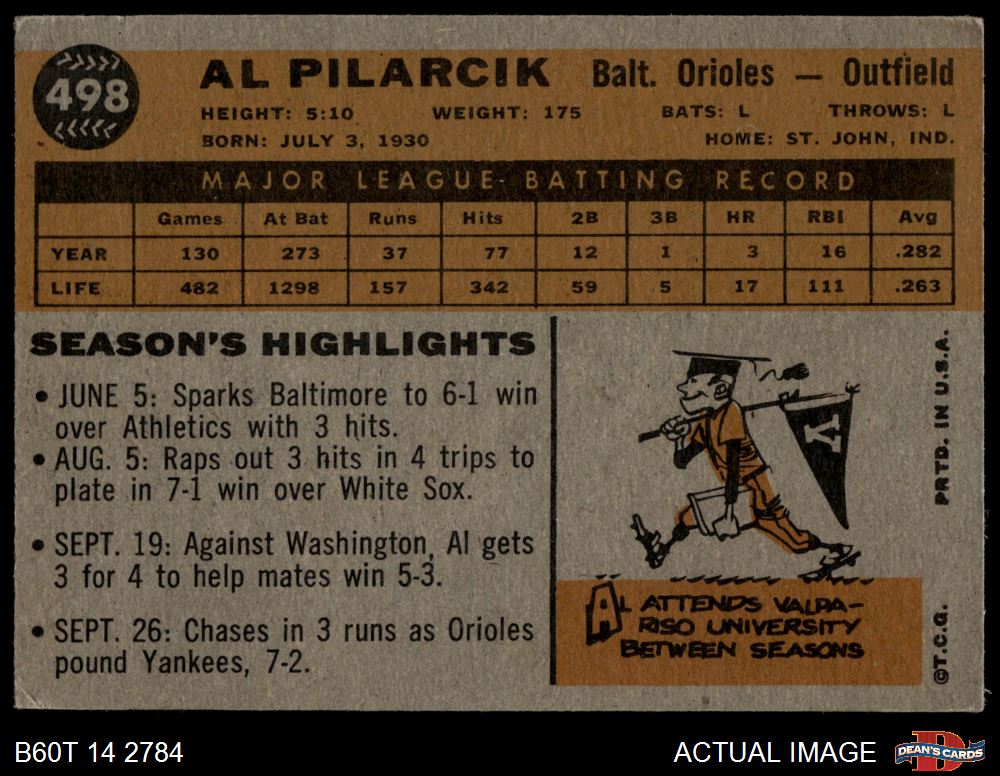 498
AL PILARCIK Balt. Orioles — Outfield
HEIGHT: 5:10 WEIGHT: 175 BATS: L THROWS: L
BORN: JULY 3, 1930 HOME: ST. JOHN, IND.
MAJOR LEAGUE BATTING RECORD
Games At Bat Runs Hits 2B 3B HR RBI Avg
YEAR 130 273 37 77 12 1 3 16 .282
LIFE 482 1298 157 342 59 5 17 111 .263
SEASON'S HIGHLIGHTS
• JUNE 5: Sparks Baltimore to 6-1 win
over Athletics with 3 hits.
• AUG. 5: Raps out 3 hits in 4 trips to
plate in 7-1 win over White Sox.
• SEPT. 19: Against Washington, Al gets
3 for 4 to help mates win 5-3.
• SEPT. 26: Chases in 3 runs as Orioles
pound Yankees, 7-2.
V
AL ATTENDS VALPA-
RISO UNIVERSITY
BETWEEN SEASONS
©T.C.G. PRTD. IN U.S.A.
B60T 14 2784 ACTUAL IMAGE DEAN'S CARDS